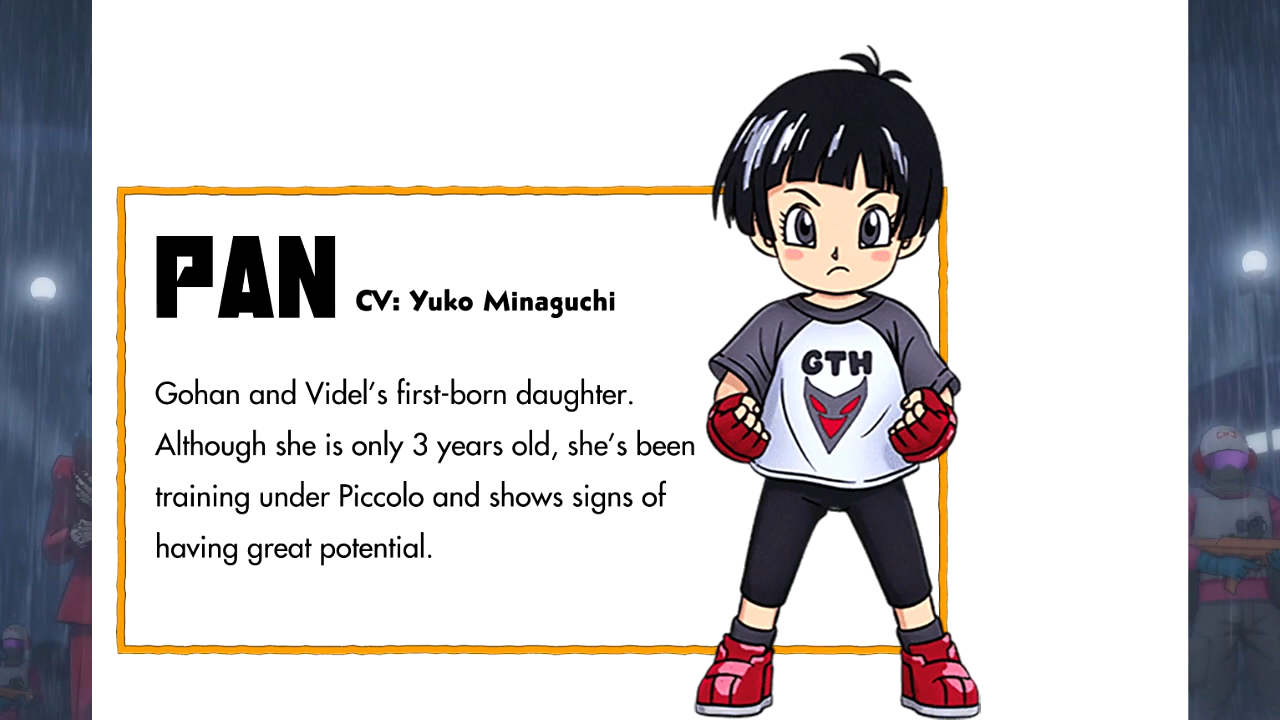 PAN CV: Yuko Minaguchi
Gohan and Videl's first-born daughter.
Although she is only 3 years old, she's been
training under Piccolo and shows signs of
having great potential.
GTH